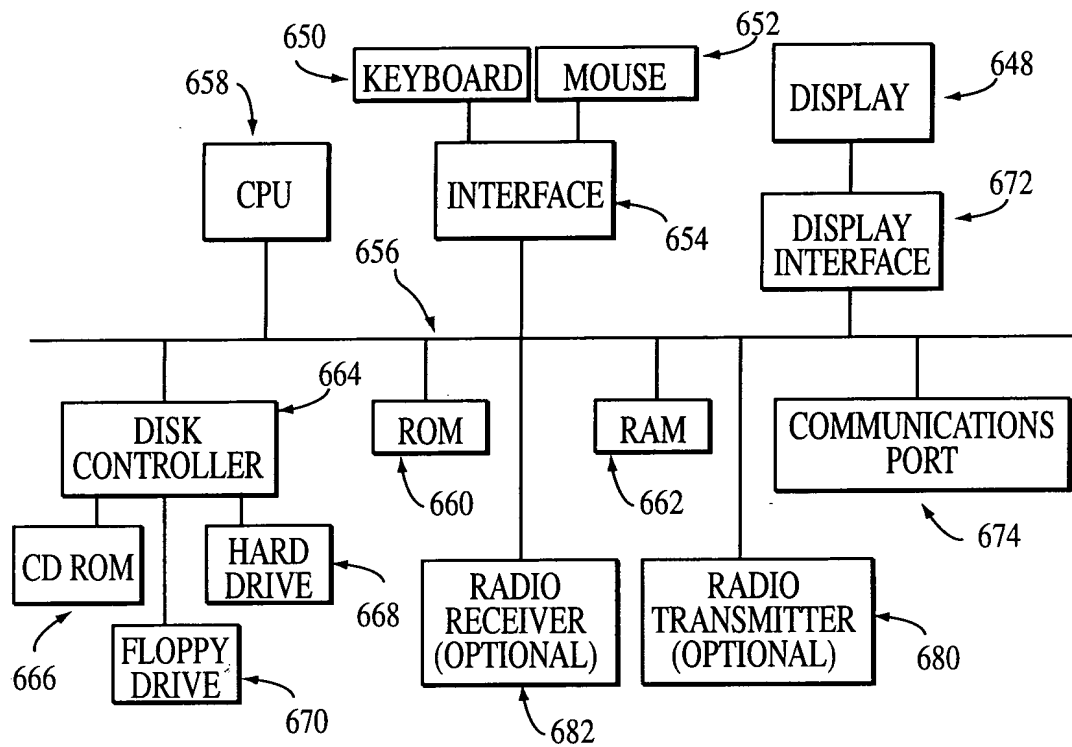 650
KEYBOARD
MOUSE
652
658
DISPLAY
648
CPU
INTERFACE
654
672
DISPLAY
INTERFACE
656
664
DISK
CONTROLLER
ROM
660
RAM
662
COMMUNICATIONS
PORT
674
CD ROM
666
HARD
DRIVE
668
FLOPPY
DRIVE
670
RADIO
RECEIVER
(OPTIONAL)
682
RADIO
TRANSMITTER
(OPTIONAL)
680